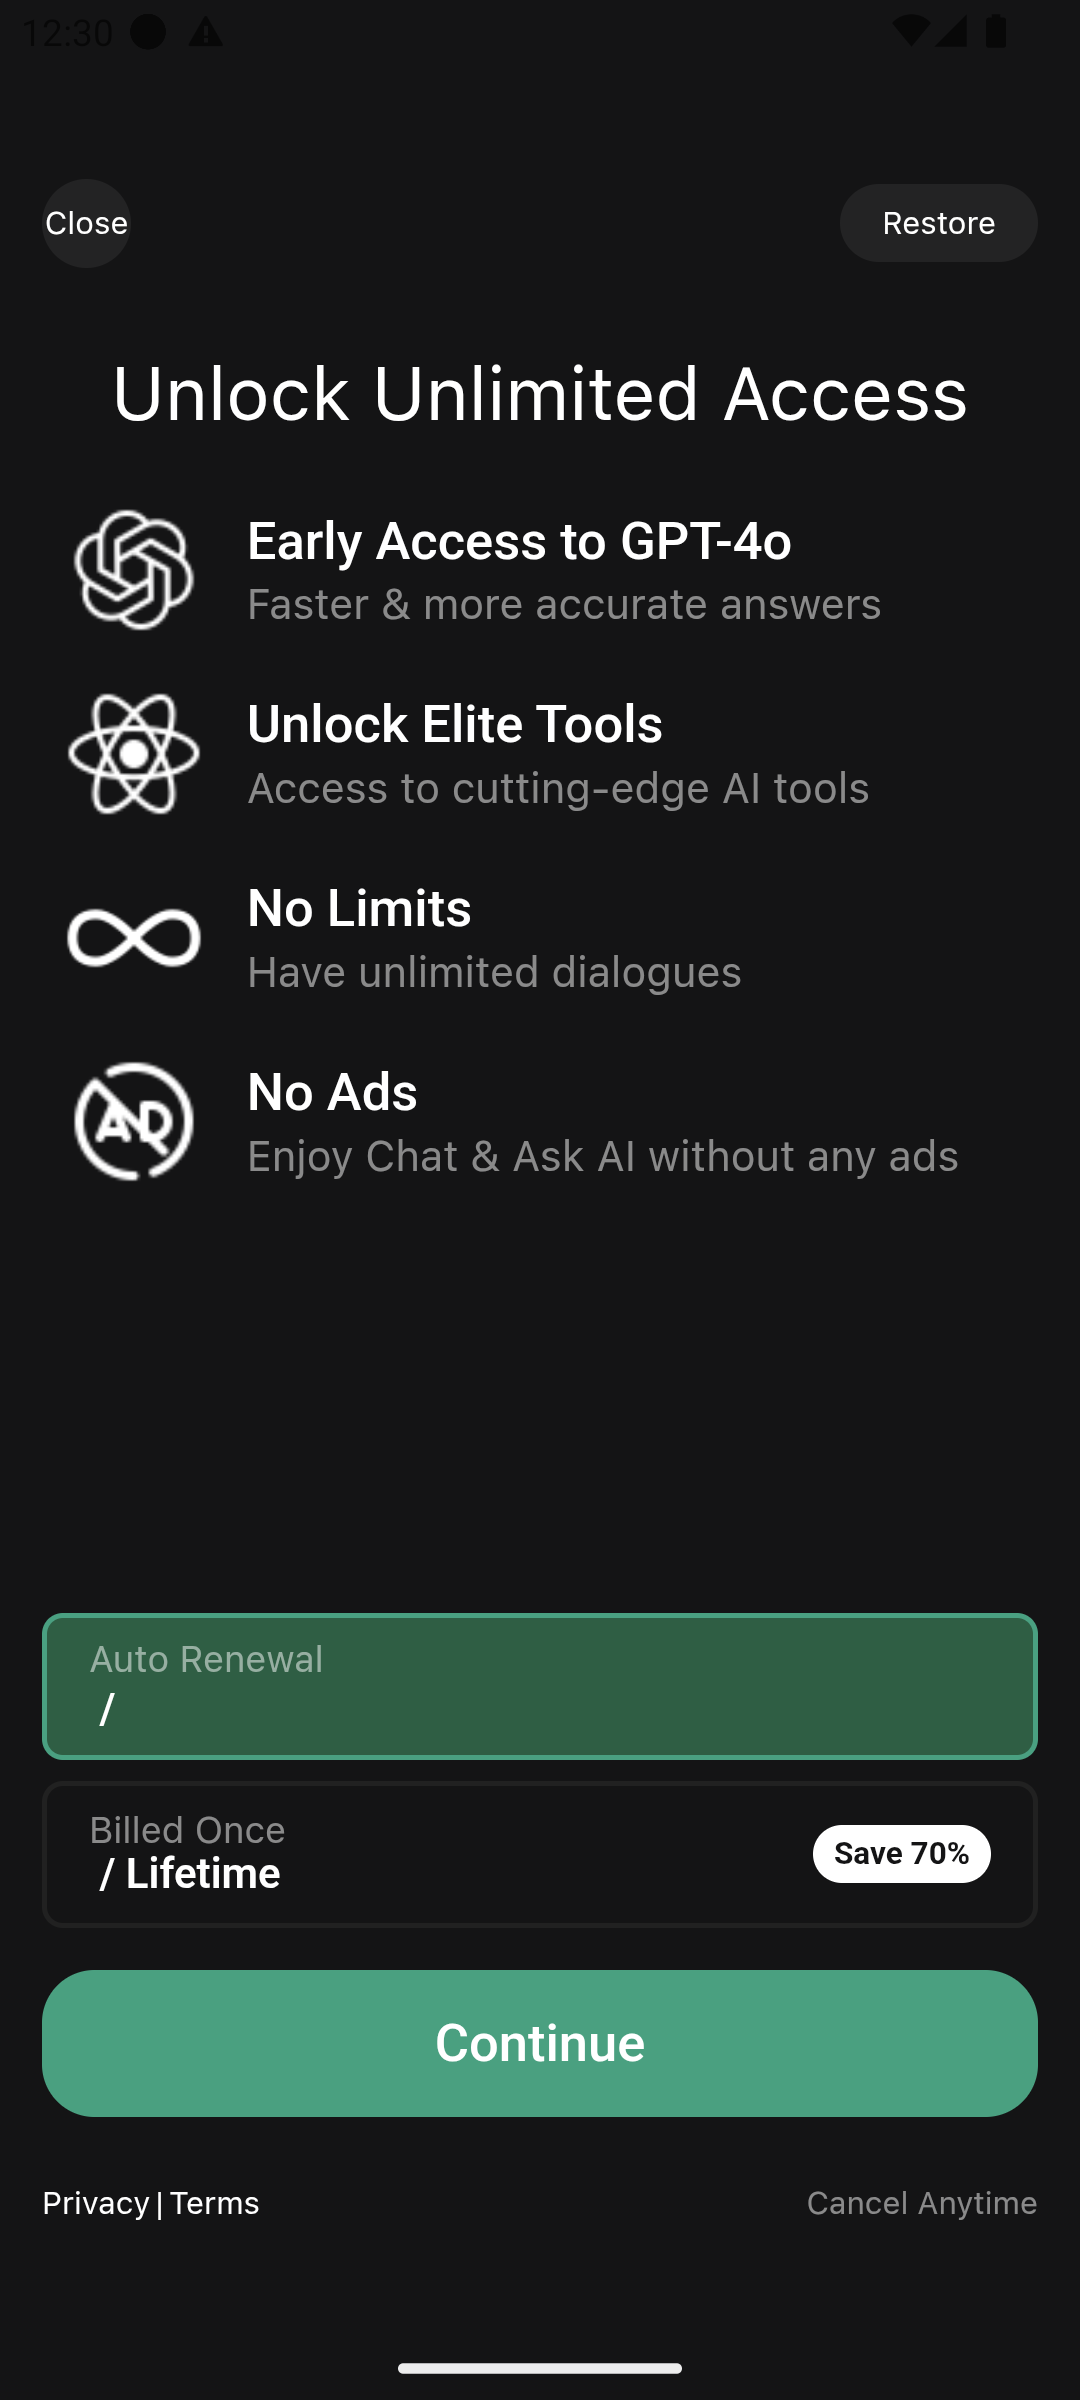 12:30
Close
Restore
Unlock Unlimited Access
Early Access to GPT-4o
Faster & more accurate answers
Unlock Elite Tools
Access to cutting-edge AI tools
No Limits
Have unlimited dialogues
AD
No Ads
Enjoy Chat & Ask AI without any ads
Auto Renewal
/
Billed Once
/ Lifetime
Save 70%
Continue
Privacy | Terms
Cancel Anytime